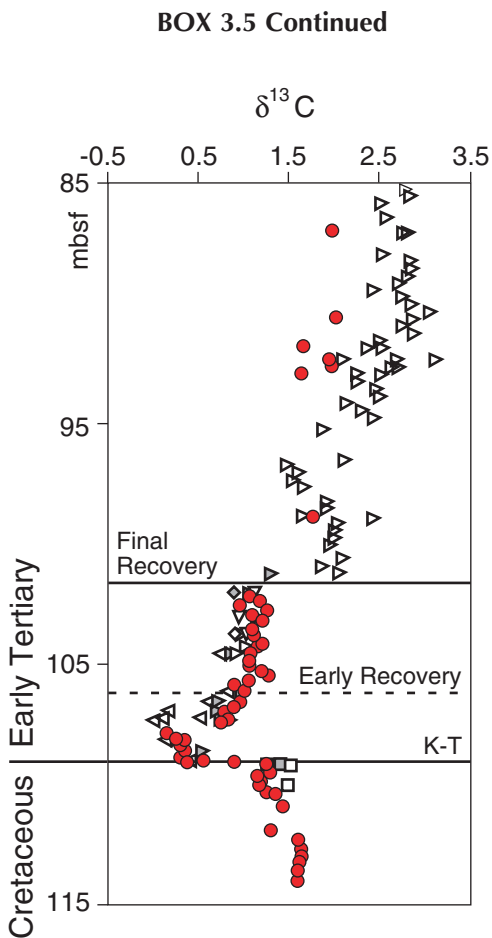 BOX 3.5 Continued
δ13 C
-0.5 0.5 1.5 2.5 3.5
85
mbsf
95
Final
Recovery
105
Early Recovery
K-T
115
Early Tertiary
Cretaceous